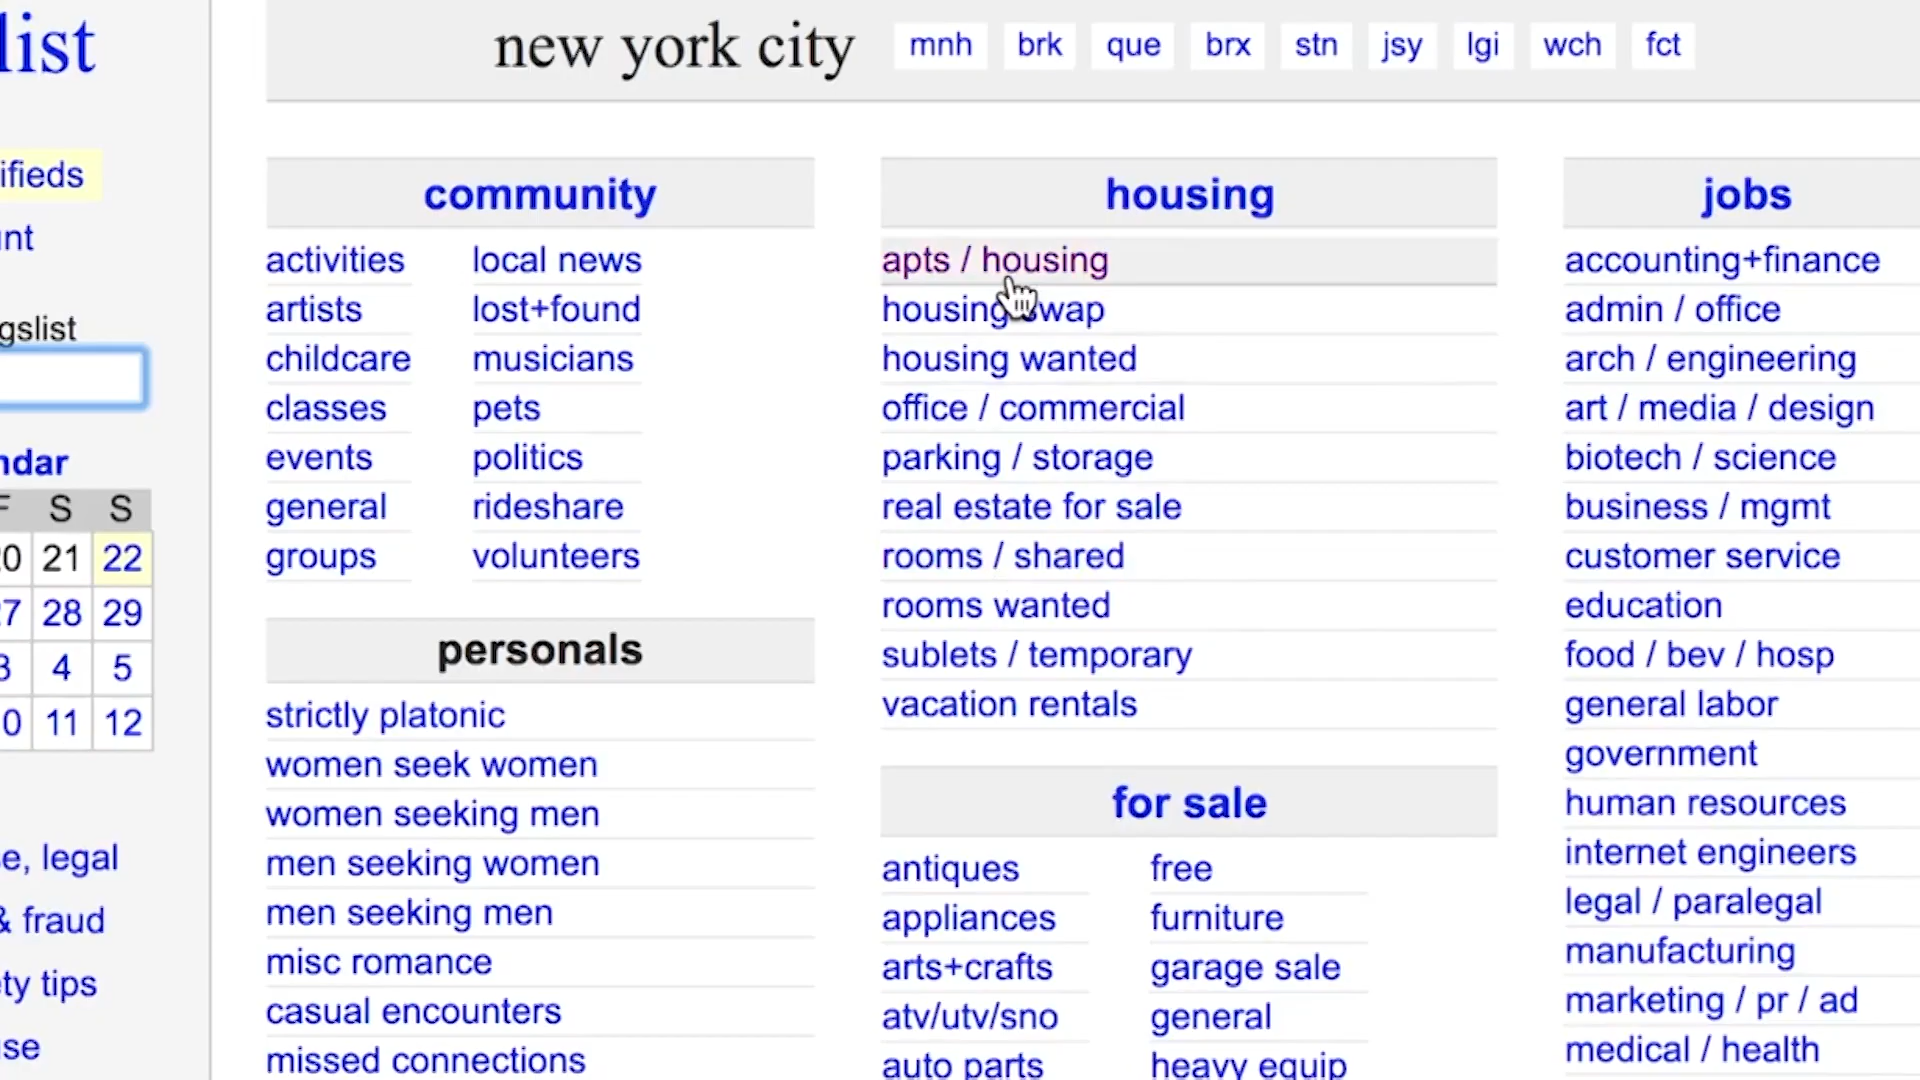 list
new york city mnh brk que brx stn jsy lgi wch fct
ifieds
nt
gslist
ndar
F S S
20 21 22
27 28 29
3 4 5
10 11 12
e, legal
& fraud
ety tips
se
community
activities
artists
childcare
classes
events
general
groups
local news
lost+found
musicians
pets
politics
rideshare
volunteers
personals
strictly platonic
women seek women
women seeking men
men seeking women
men seeking men
misc romance
casual encounters
missed connections
housing
apts / housing
housing swap
housing wanted
office / commercial
parking / storage
real estate for sale
rooms / shared
rooms wanted
sublets / temporary
vacation rentals
for sale
antiques
appliances
arts+crafts
atv/utv/sno
auto parts
free
furniture
garage sale
general
heavy equip
jobs
accounting+finance
admin / office
arch / engineering
art / media / design
biotech / science
business / mgmt
customer service
education
food / bev / hosp
general labor
government
human resources
internet engineers
legal / paralegal
manufacturing
marketing / pr / ad
medical / health